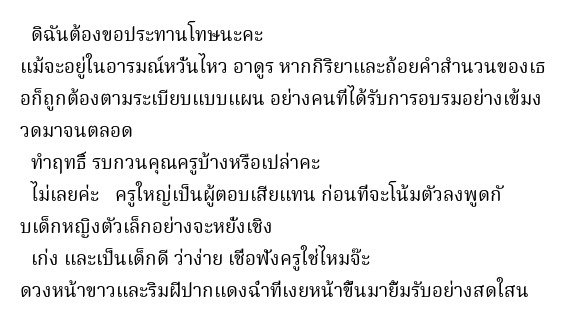 ดิฉันต้องขอประทานโทษนะคะ
แม้จะอยู่ในอารมณ์หวั่นไหว อาดูร หากกิริยาและถ้อยคำสำนวนของเธ
อก็ถูกต้องตามระเบียบแบบแผน อย่างคนที่ได้รับการอบรมอย่างเข้มง
วดมาจนตลอด
ทำฤทธิ์ รบกวนคุณครูบ้างหรือเปล่าคะ
ไม่เลยค่ะ   ครูใหญ่เป็นผู้ตอบเสียแทน ก่อนที่จะโน้มตัวลงพูดกั
บเด็กหญิงตัวเล็กอย่างจะหยั่งเชิง
เก่ง และเป็นเด็กดี ว่าง่าย เชื่อฟังครูใช่ไหมจ๊ะ
ดวงหน้าขาวและริมฝีปากแดงฉ่ำที่เงยหน้าขึ้นมายิ้มรับอย่างสดใสน